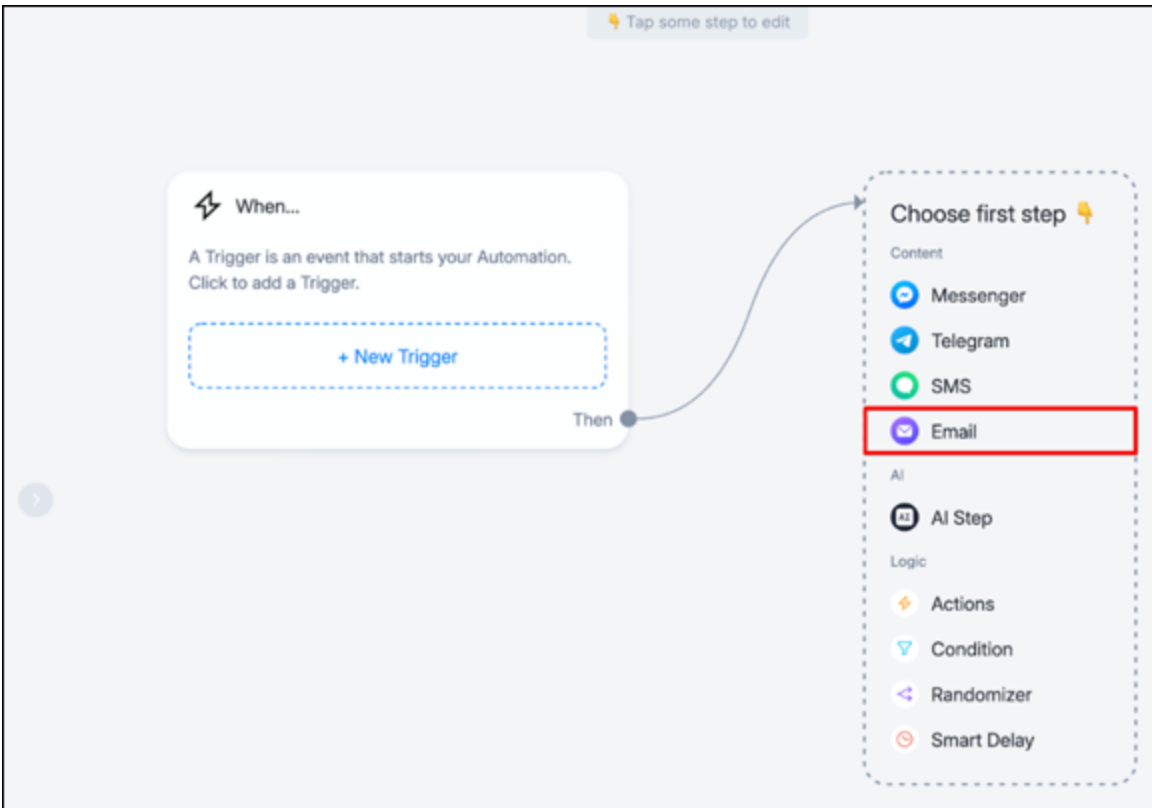 👇 Tap some step to edit
When...
A Trigger is an event that starts your Automation.
Click to add a Trigger.
+ New Trigger
Then
Choose first step 👇
Content
Messenger
Telegram
SMS
Email
AI
AI AI Step
Logic
Actions
Condition
Randomizer
Smart Delay